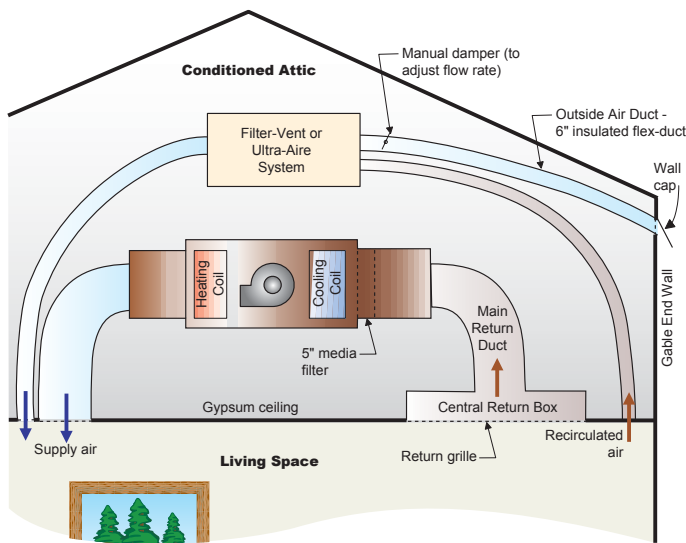 Manual damper (to
adjust flow rate)
Conditioned Attic
Outside Air Duct -
6" insulated flex-duct
Filter-Vent or
Ultra-Aire
System
Wall
cap
Heating
Coil
Cooling
Coil
Gable End Wall
Main
Return
Duct
5" media
filter
Gypsum ceiling
Central Return Box
Supply air
Return grille
Recirculated
air
Living Space